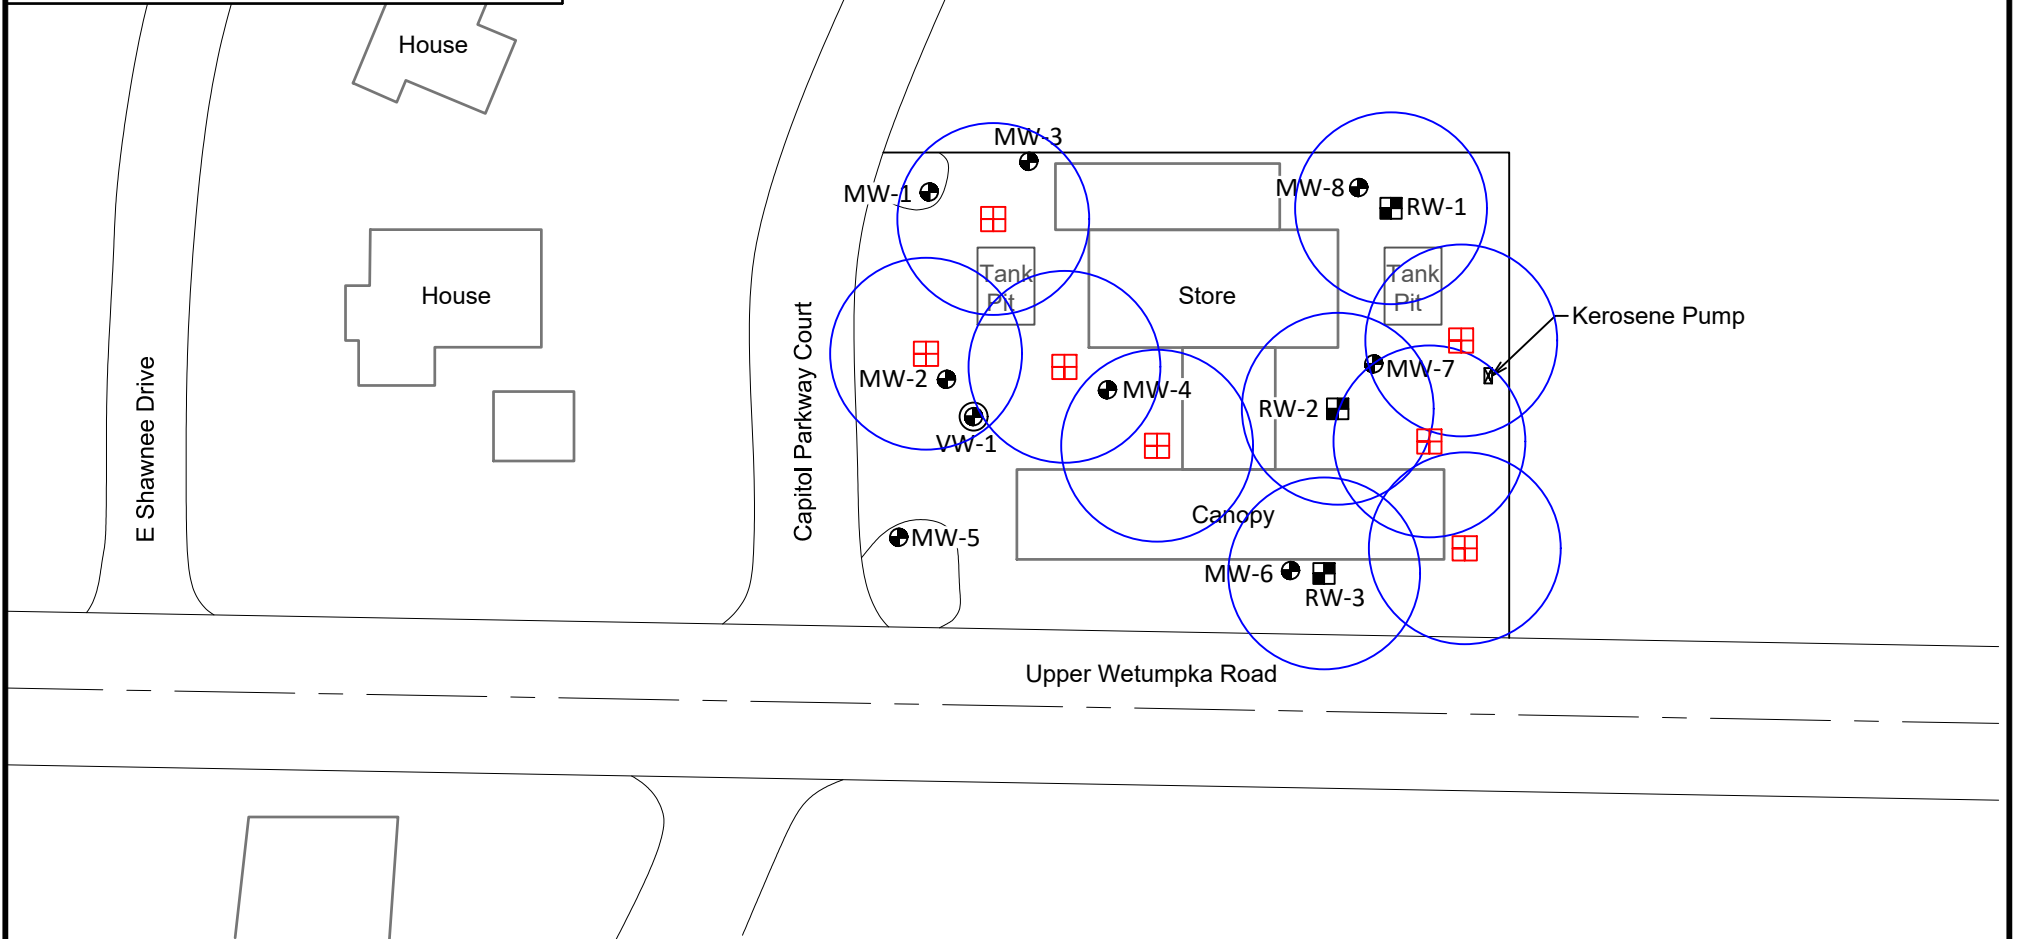 House
MW-3
MW-1
MW-8
RW-1
House
Tank
Pit
Store
Tank
Pit
Kerosene Pump
E Shawnee Drive
Capitol Parkway Court
MW-2
MW-4
MW-7
RW-2
VW-1
Canopy
MW-5
MW-6
RW-3
Upper Wetumpka Road